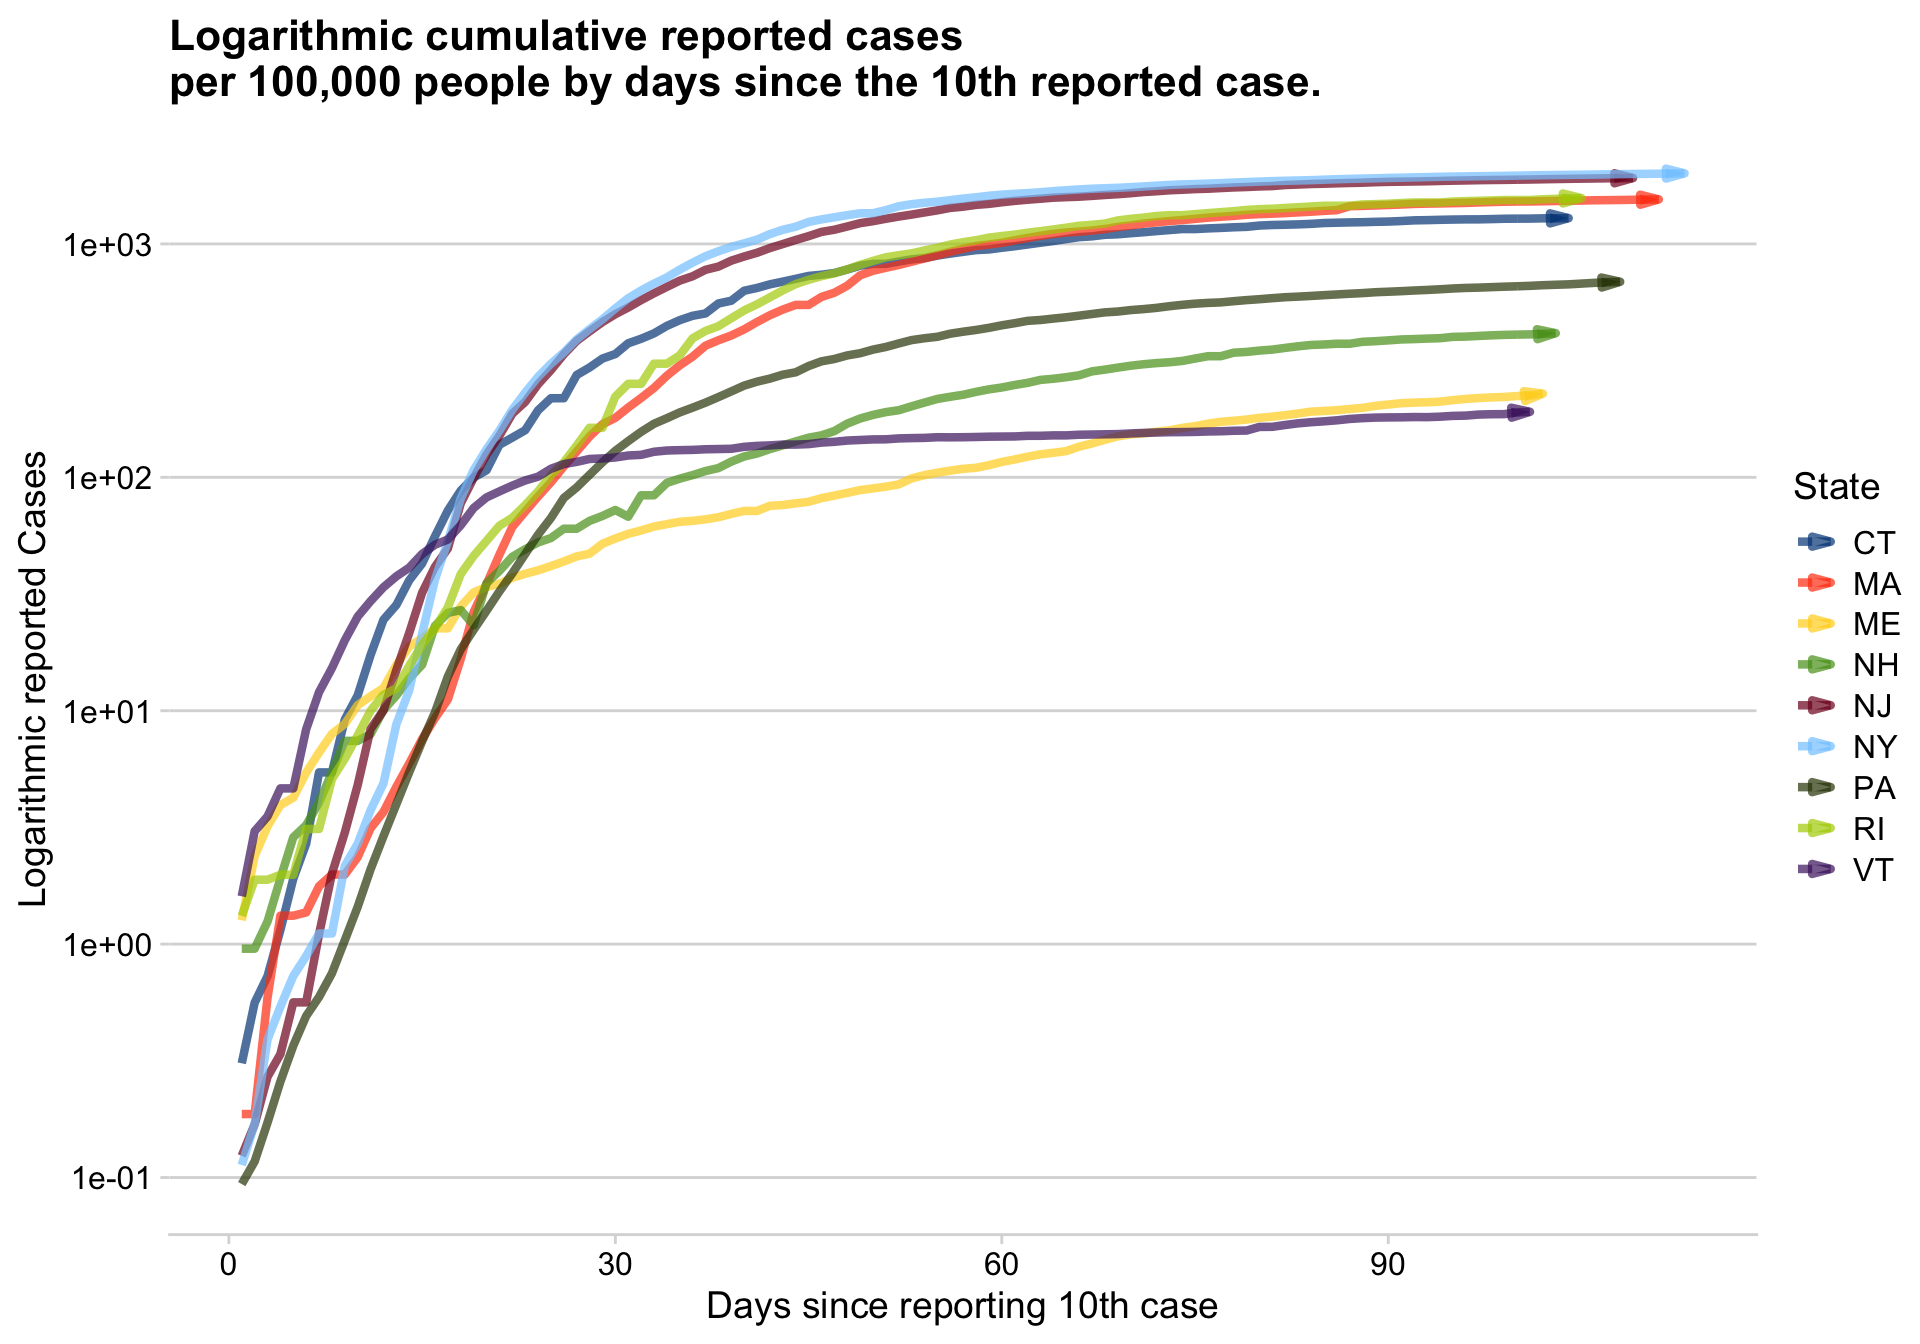 Logarithmic cumulative reported cases
per 100,000 people by days since the 10th reported case.
Logarithmic reported Cases
1e+03
1e+02
1e+01
1e+00
1e-01
0 30 60 90
Days since reporting 10th case
State
CT
MA
ME
NH
NJ
NY
PA
RI
VT